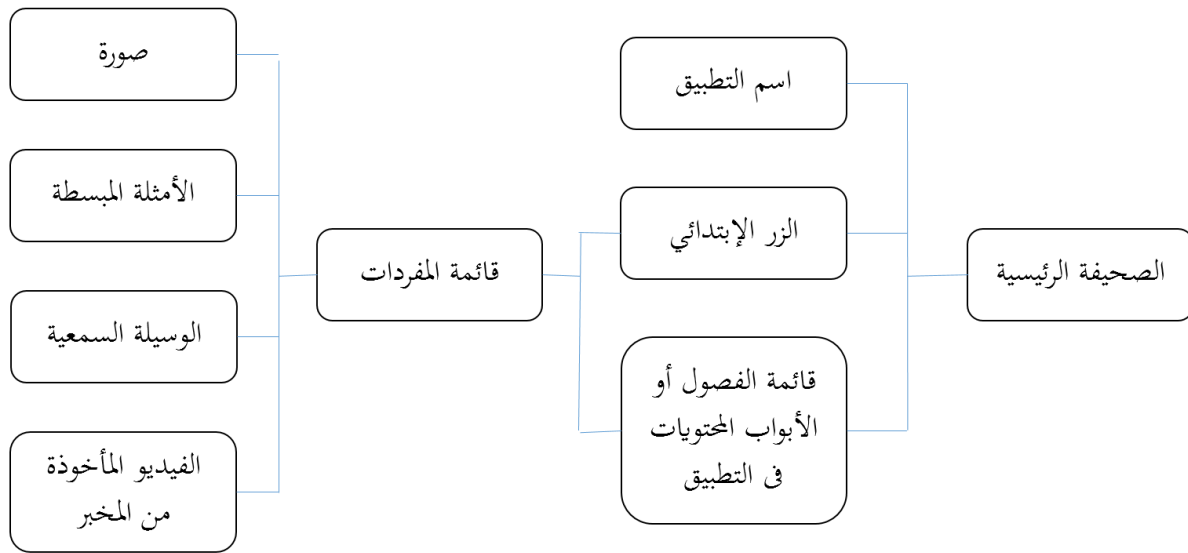 الصحيفة الرئيسية
اسم التطبيق
الزر الإبتدائي
قائمة الفصول أو
الأبواب المحتويات
فى التطبيق
قائمة المفردات
صورة
الأمثلة المبسطة
الوسيلة السمعية
الفيديو المأخوذة
من المخبر